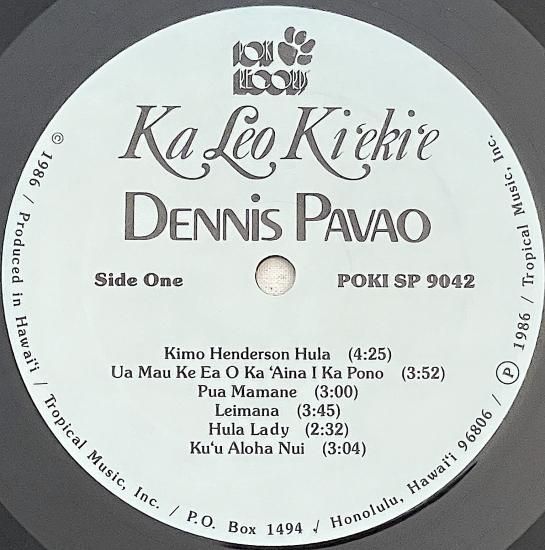 POKI
RECORDS
Ka Leo Ki‘eki‘e
DENNIS PAVAO
Side One
POKI SP 9042
Kimo Henderson Hula (4:25)
Ua Mau Ke Ea O Ka ‘Aina I Ka Pono (3:52)
Pua Mamane (3:00)
Leimana (3:45)
Hula Lady (2:32)
Ku‘u Aloha Nui (3:04)
© 1986 / Produced in Hawai‘i / Tropical Music, Inc. / P.O. Box 1494 / Honolulu, Hawai‘i 96806 / ℗ 1986 / Tropical Music, Inc.